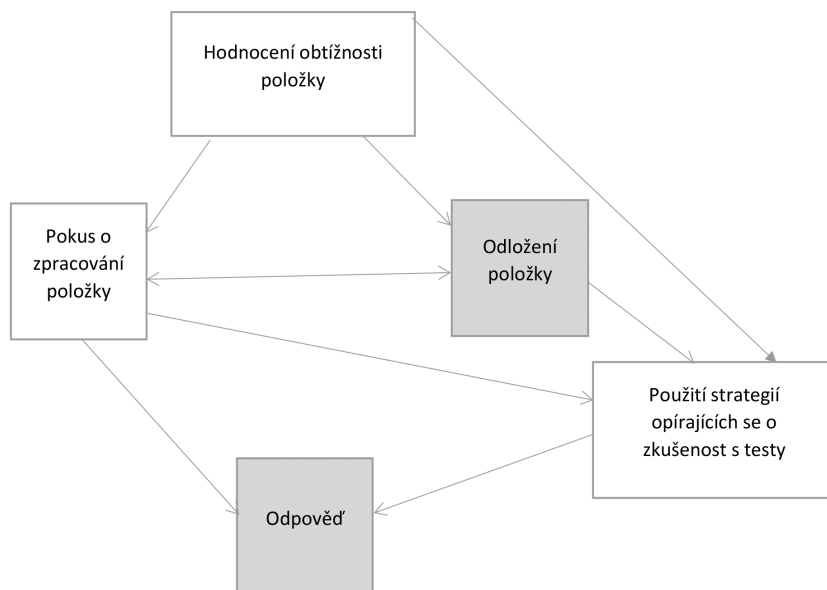 Hodnocení obtížnosti
položky
Pokus o
zpracování
položky
Odložení
položky
Použití strategií
opírajících se o
zkušenost s testy
Odpověď